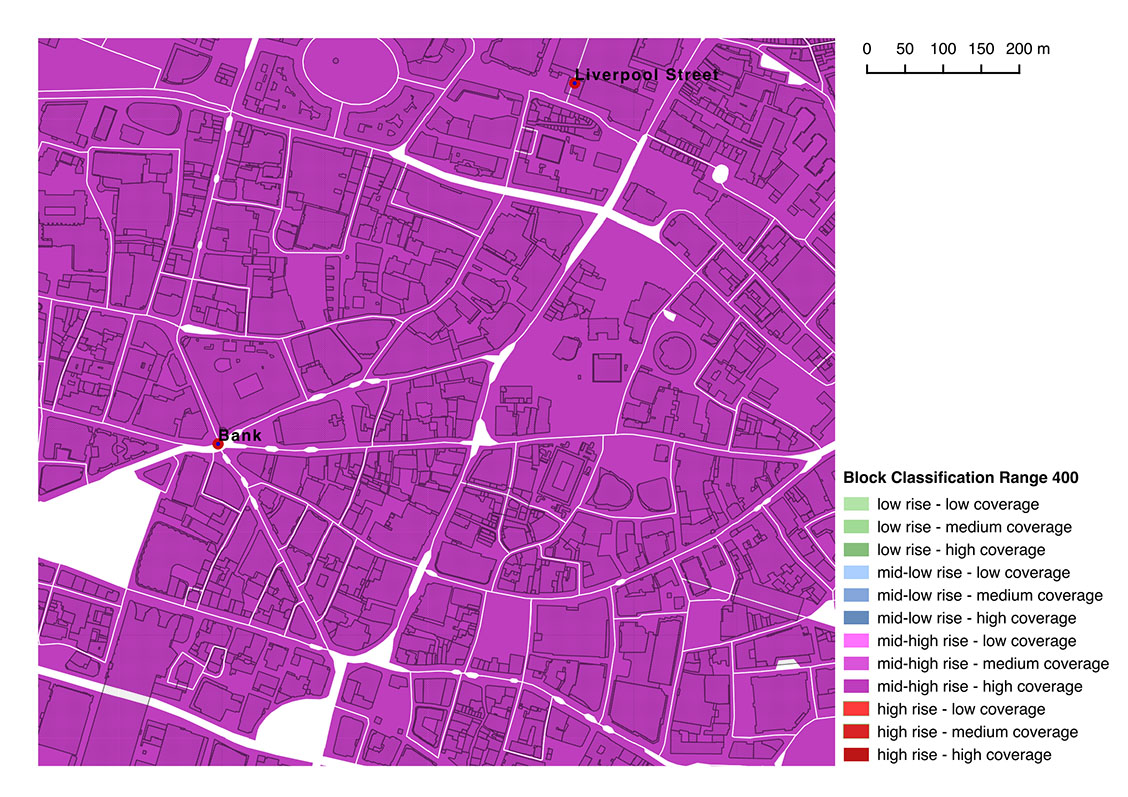 Liverpool Street
Bank
0 50 100 150 200 m
Block Classification Range 400
low rise - low coverage
low rise - medium coverage
low rise - high coverage
mid-low rise - low coverage
mid-low rise - medium coverage
mid-low rise - high coverage
mid-high rise - low coverage
mid-high rise - medium coverage
mid-high rise - high coverage
high rise - low coverage
high rise - medium coverage
high rise - high coverage